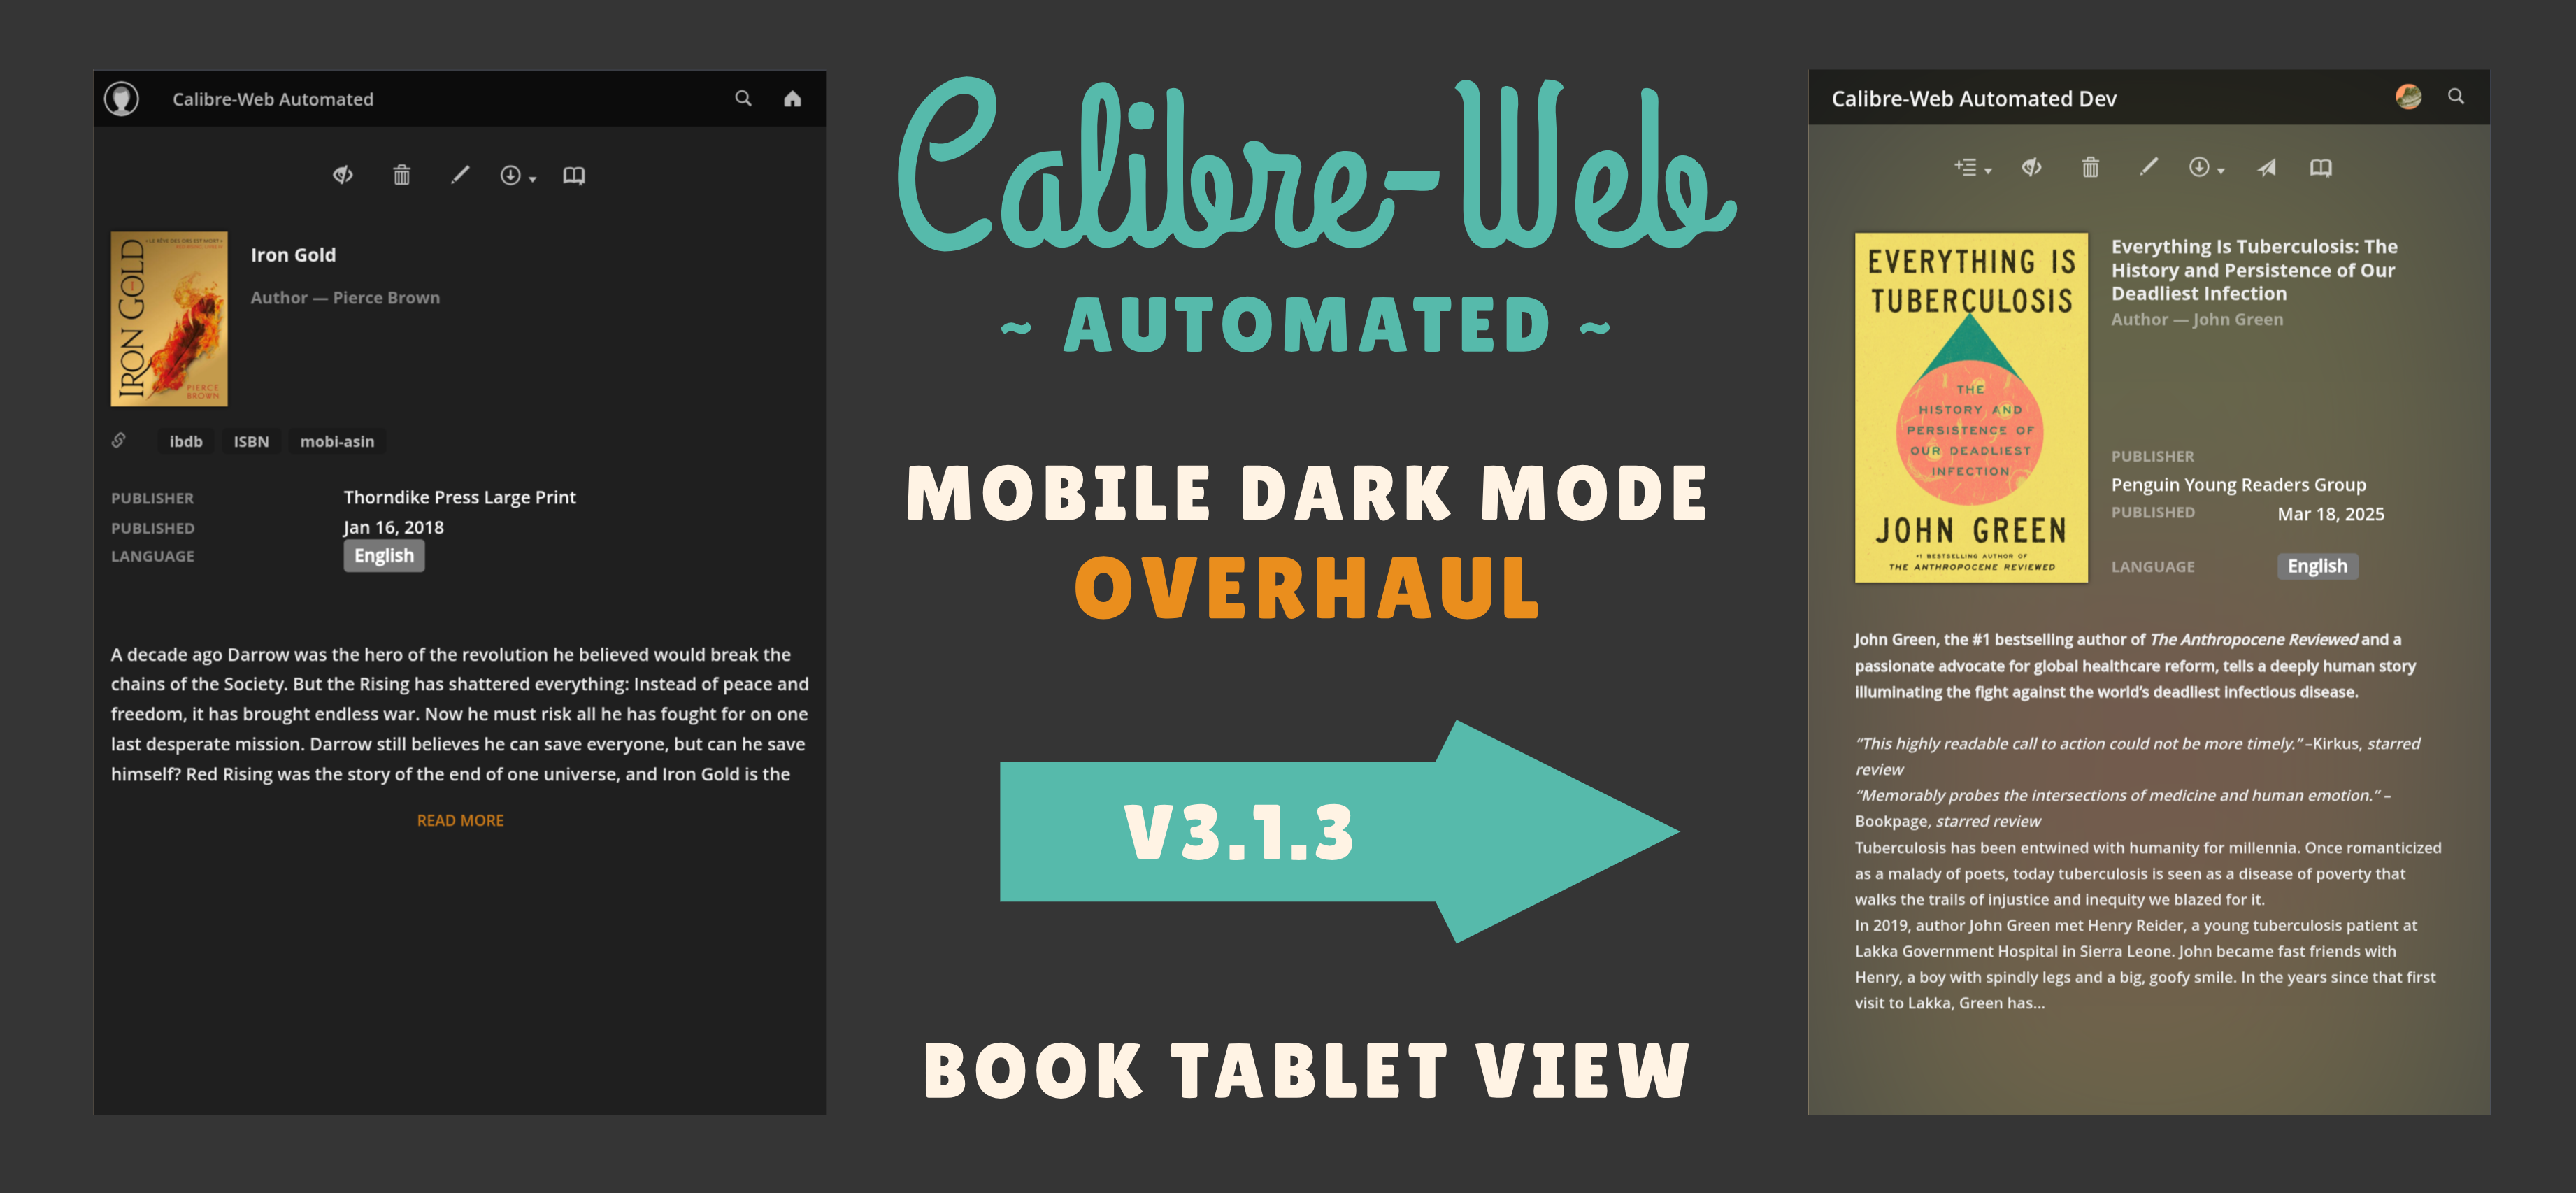 Calibre-Web Automated
LE RÊVE DES ORS EST MORT
IRON GOLD
PIERCE
BROWN
Iron Gold
Author — Pierce Brown
ibdb ISBN mobi-asin
PUBLISHER Thorndike Press Large Print
PUBLISHED Jan 16, 2018
LANGUAGE English
A decade ago Darrow was the hero of the revolution he believed would break the
chains of the Society. But the Rising has shattered everything: Instead of peace and
freedom, it has brought endless war. Now he must risk all he has fought for on one
last desperate mission. Darrow still believes he can save everyone, but can he save
himself? Red Rising was the story of the end of one universe, and Iron Gold is the
READ MORE
Calibre-Web
~ AUTOMATED ~
MOBILE DARK MODE
OVERHAUL
V3.1.3
BOOK TABLET VIEW
Calibre-Web Automated Dev
EVERYTHING IS
TUBERCULOSIS
THE
HISTORY AND
PERSISTENCE OF
OUR DEADLIEST
INFECTION
JOHN GREEN
#1 BESTSELLING AUTHOR OF
THE ANTHROPOCENE REVIEWED
Everything Is Tuberculosis: The
History and Persistence of Our
Deadliest Infection
Author — John Green
PUBLISHER
Penguin Young Readers Group
PUBLISHED Mar 18, 2025
LANGUAGE English
John Green, the #1 bestselling author of The Anthropocene Reviewed and a
passionate advocate for global healthcare reform, tells a deeply human story
illuminating the fight against the world’s deadliest infectious disease.
“This highly readable call to action could not be more timely.” –Kirkus, starred
review
“Memorably probes the intersections of medicine and human emotion.” –
Bookpage, starred review
Tuberculosis has been entwined with humanity for millennia. Once romanticized
as a malady of poets, today tuberculosis is seen as a disease of poverty that
walks the trails of injustice and inequity we blazed for it.
In 2019, author John Green met Henry Reider, a young tuberculosis patient at
Lakka Government Hospital in Sierra Leone. John became fast friends with
Henry, a boy with spindly legs and a big, goofy smile. In the years since that first
visit to Lakka, Green has...